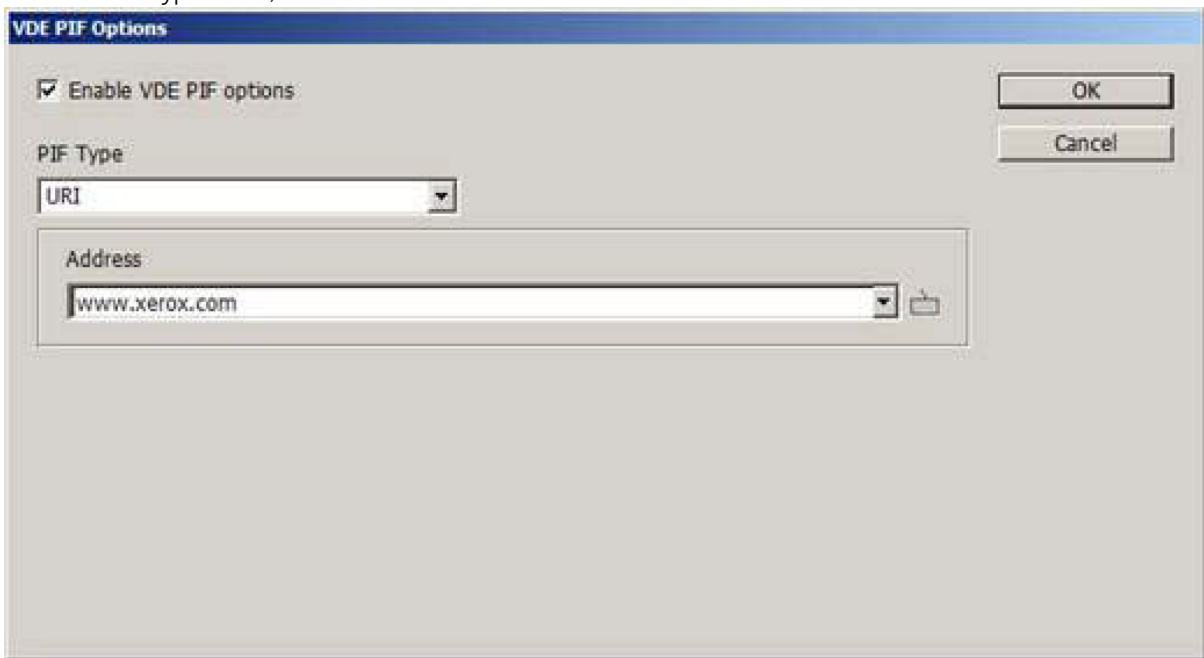 VDE PIF Options
Enable VDE PIF options
OK
Cancel
PIF Type
URI
Address
www.xerox.com